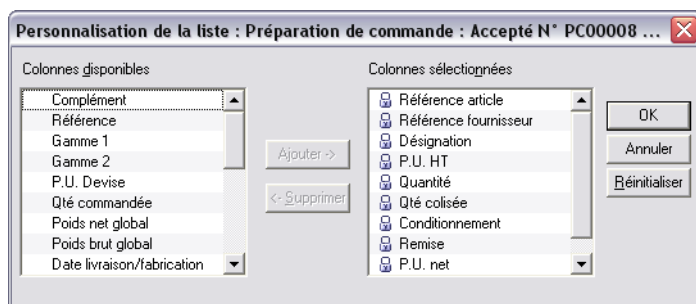 Personnalisation de la liste : Préparation de commande : Accepté N° PC00008 ...
Colonnes disponibles
Complément
Référence
Gamme 1
Gamme 2
P.U. Devise
Qté commandée
Poids net global
Poids brut global
Date livraison/fabrication
Ajouter ->
<- Supprimer
Colonnes sélectionnées
Référence article
Référence fournisseur
Désignation
P.U. HT
Quantité
Qté colisée
Conditionnement
Remise
P.U. net
OK
Annuler
Réinitialiser